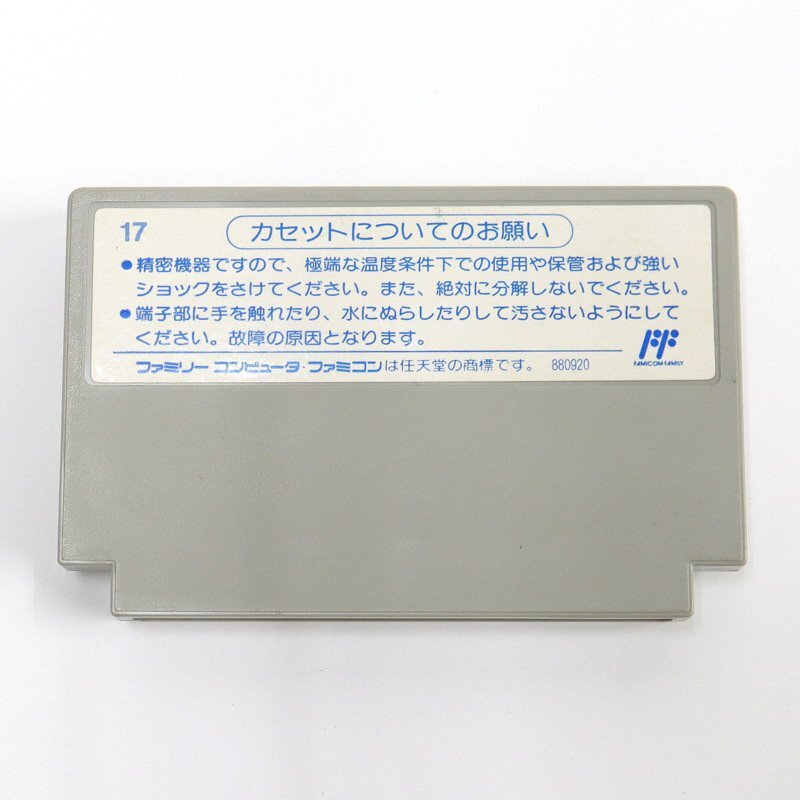 17
カセットについてのお願い
●精密機器ですので、極端な温度条件下での使用や保管および強い
ショックをさけてください。また、絶対に分解しないでください。
●端子部に手を触れたり、水にぬらしたりして汚さないようにして
ください。故障の原因となります。
FF
FAMICOM FAMILY
ファミリーコンピュータ・ファミコンは任天堂の商標です。 880920